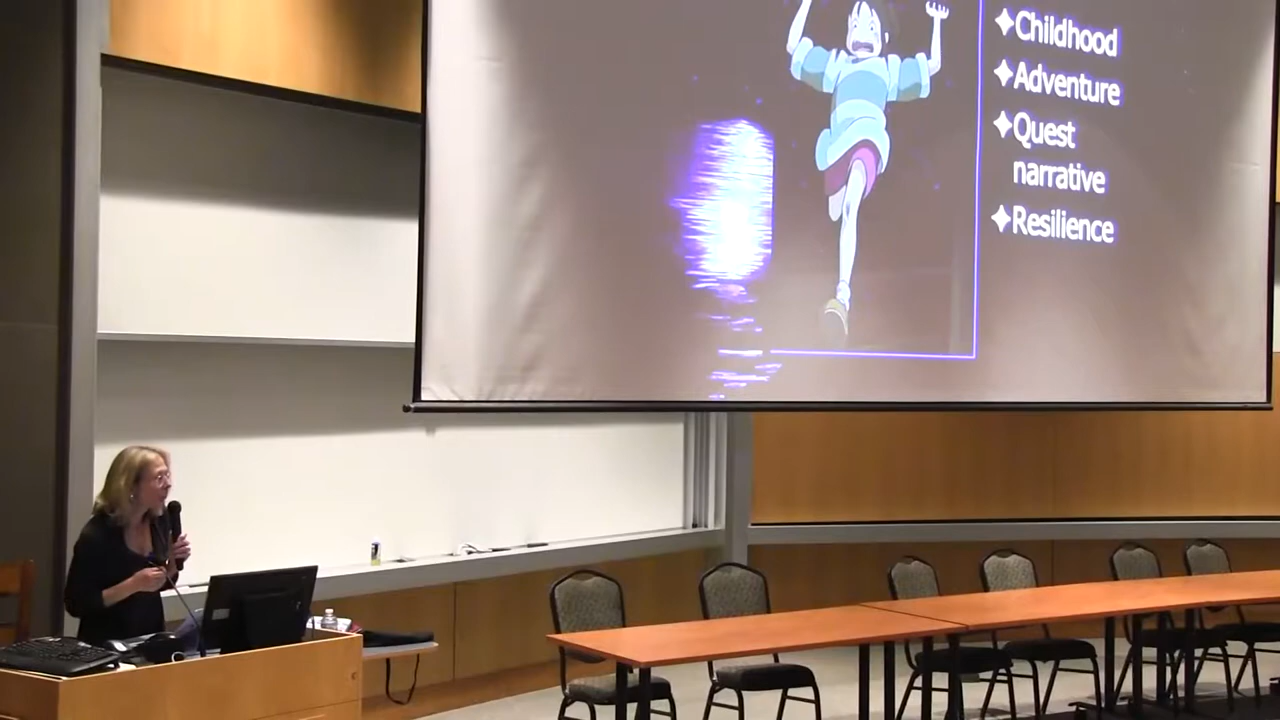 ✦Childhood
✦Adventure
✦Quest
narrative
✦Resilience